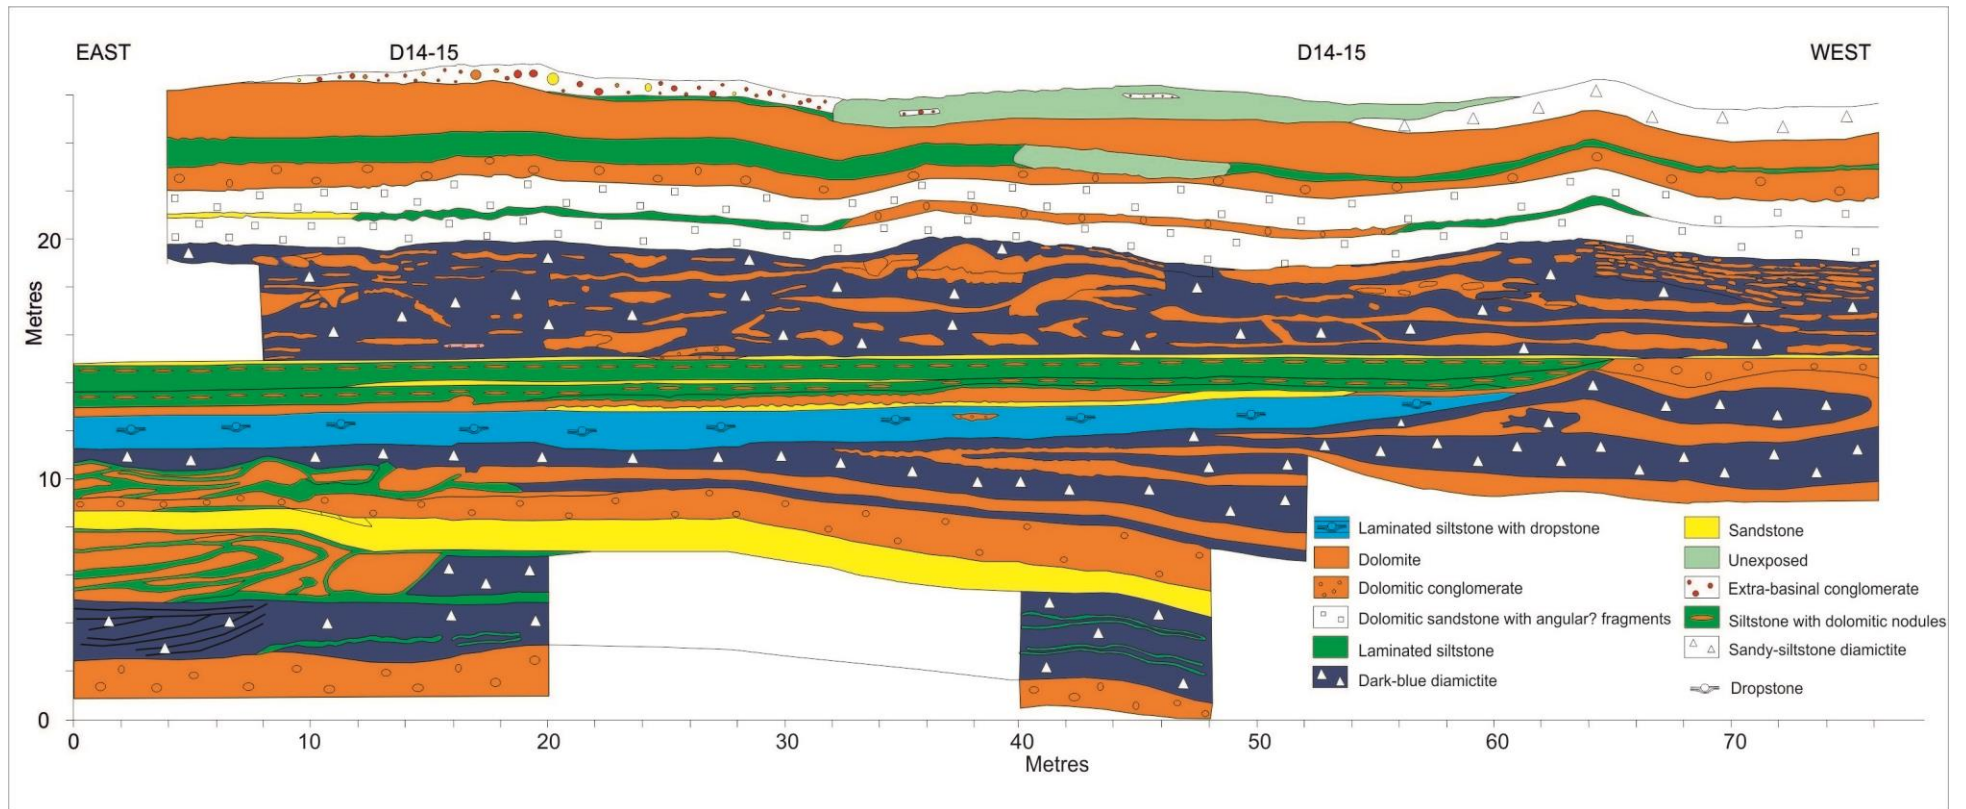 EAST D14-15 D14-15 WEST
20
Metres
10
0
Laminated siltstone with dropstone
Dolomite
Dolomitic conglomerate
Dolomitic sandstone with angular? fragments
Laminated siltstone
Dark-blue diamictite
Sandstone
Unexposed
Extra-basinal conglomerate
Siltstone with dolomitic nodules
Sandy-siltstone diamictite
Dropstone
0 10 20 30 40 50 60 70
Metres